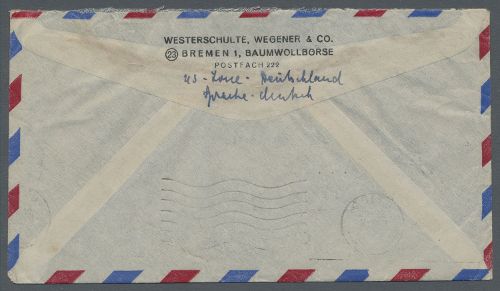 WESTERSCHULTE, WEGENER & CO.
(23) BREMEN 1, BAUMWOLLBÖRSE
POSTFACH 222
US-Zone-Deutschland
Sprache-deutsch